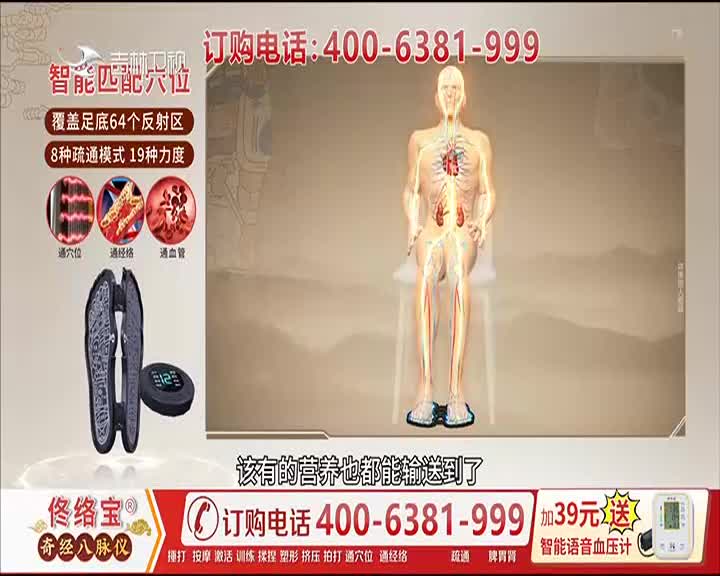 订购电话:400-6381-999
吉林卫视
智能匹配穴位
覆盖足底64个反射区
8种疏通模式 19种力度
通穴位 通经络 通血管
12
该有的营养也都能输送到了
佟络宝®
奇经八脉仪
订购电话 400-6381-999
加39元送
智能语音血压计
捶打 按摩 激活 训练 揉捏 塑形 挤压 拍打 通穴位 通经络 疏通 脾胃肾